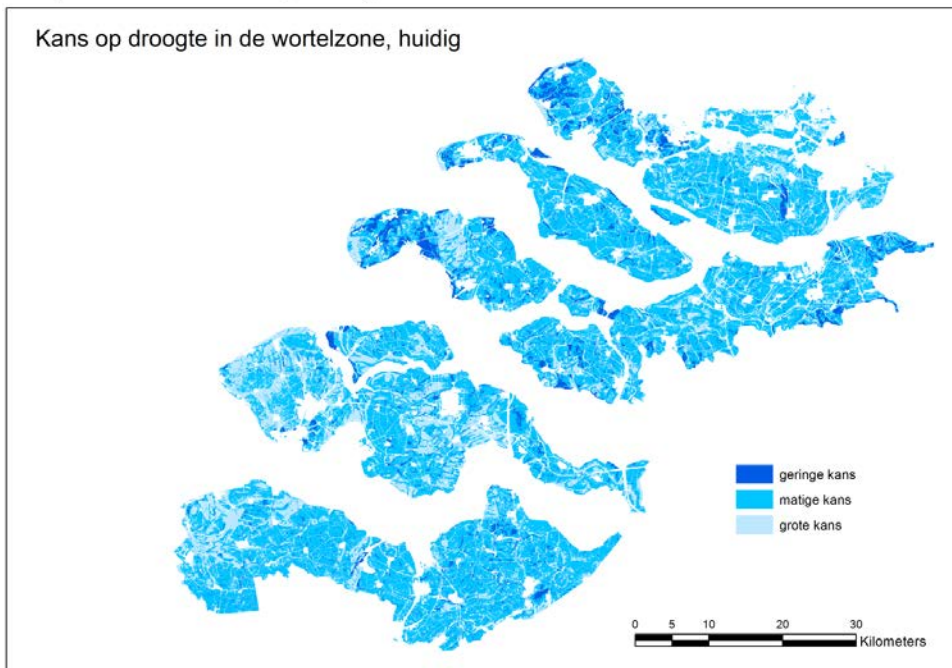 Kans op droogte in de wortelzone, huidig
geringe kans
matige kans
grote kans
0 5 10 20 30
Kilometers